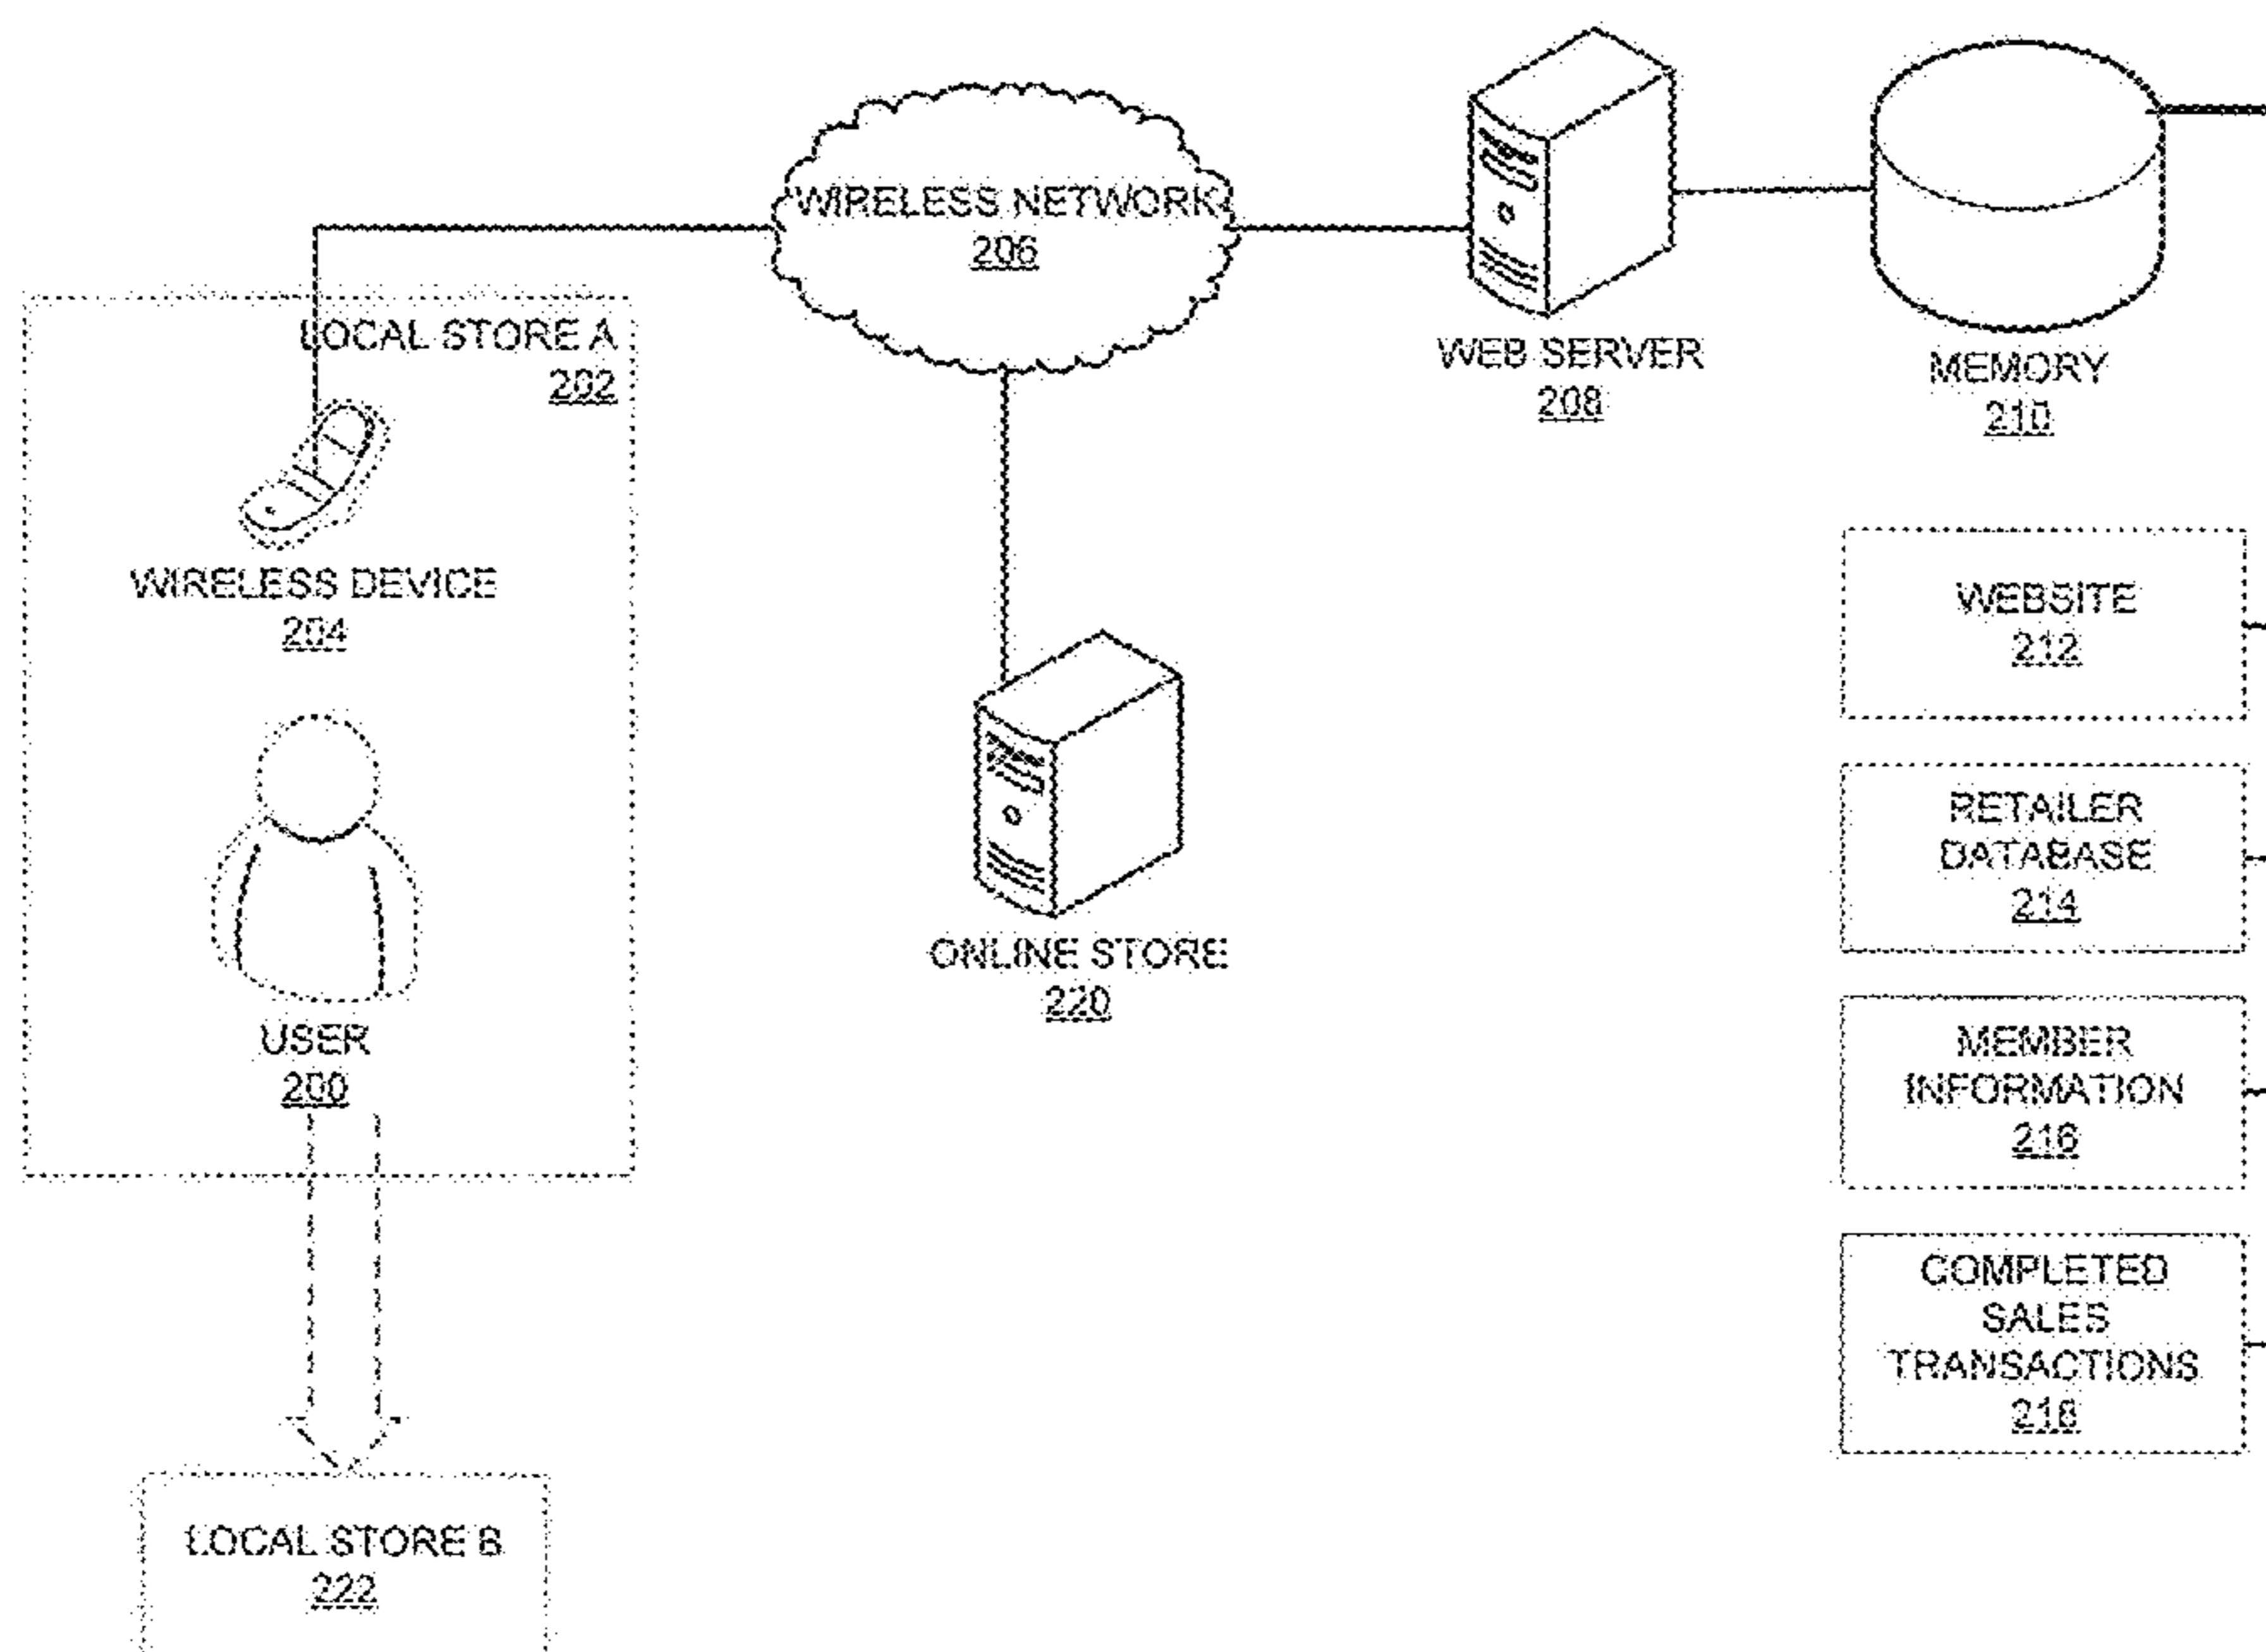 WIRELESS NETWORK
206
LOCAL STORE A
202
WEB SERVER
208
MEMORY
210
WIRELESS DEVICE
204
WEBSITE
212
RETAILER
DATABASE
214
ONLINE STORE
220
USER
200
MEMBER
INFORMATION
216
COMPLETED
SALES
TRANSACTIONS
218
LOCAL STORE B
222